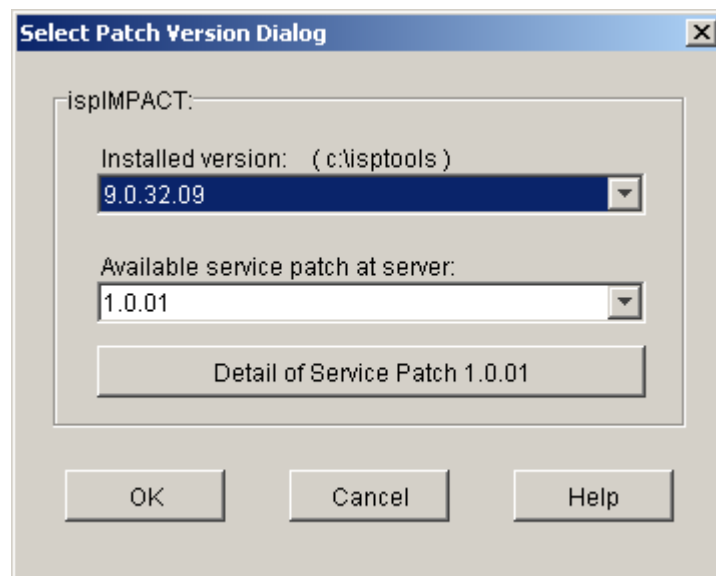 Select Patch Version Dialog
ispIMPACT:
Installed version: ( c:\isptools )
9.0.32.09
Available service patch at server:
1.0.01
Detail of Service Patch 1.0.01
OK Cancel Help